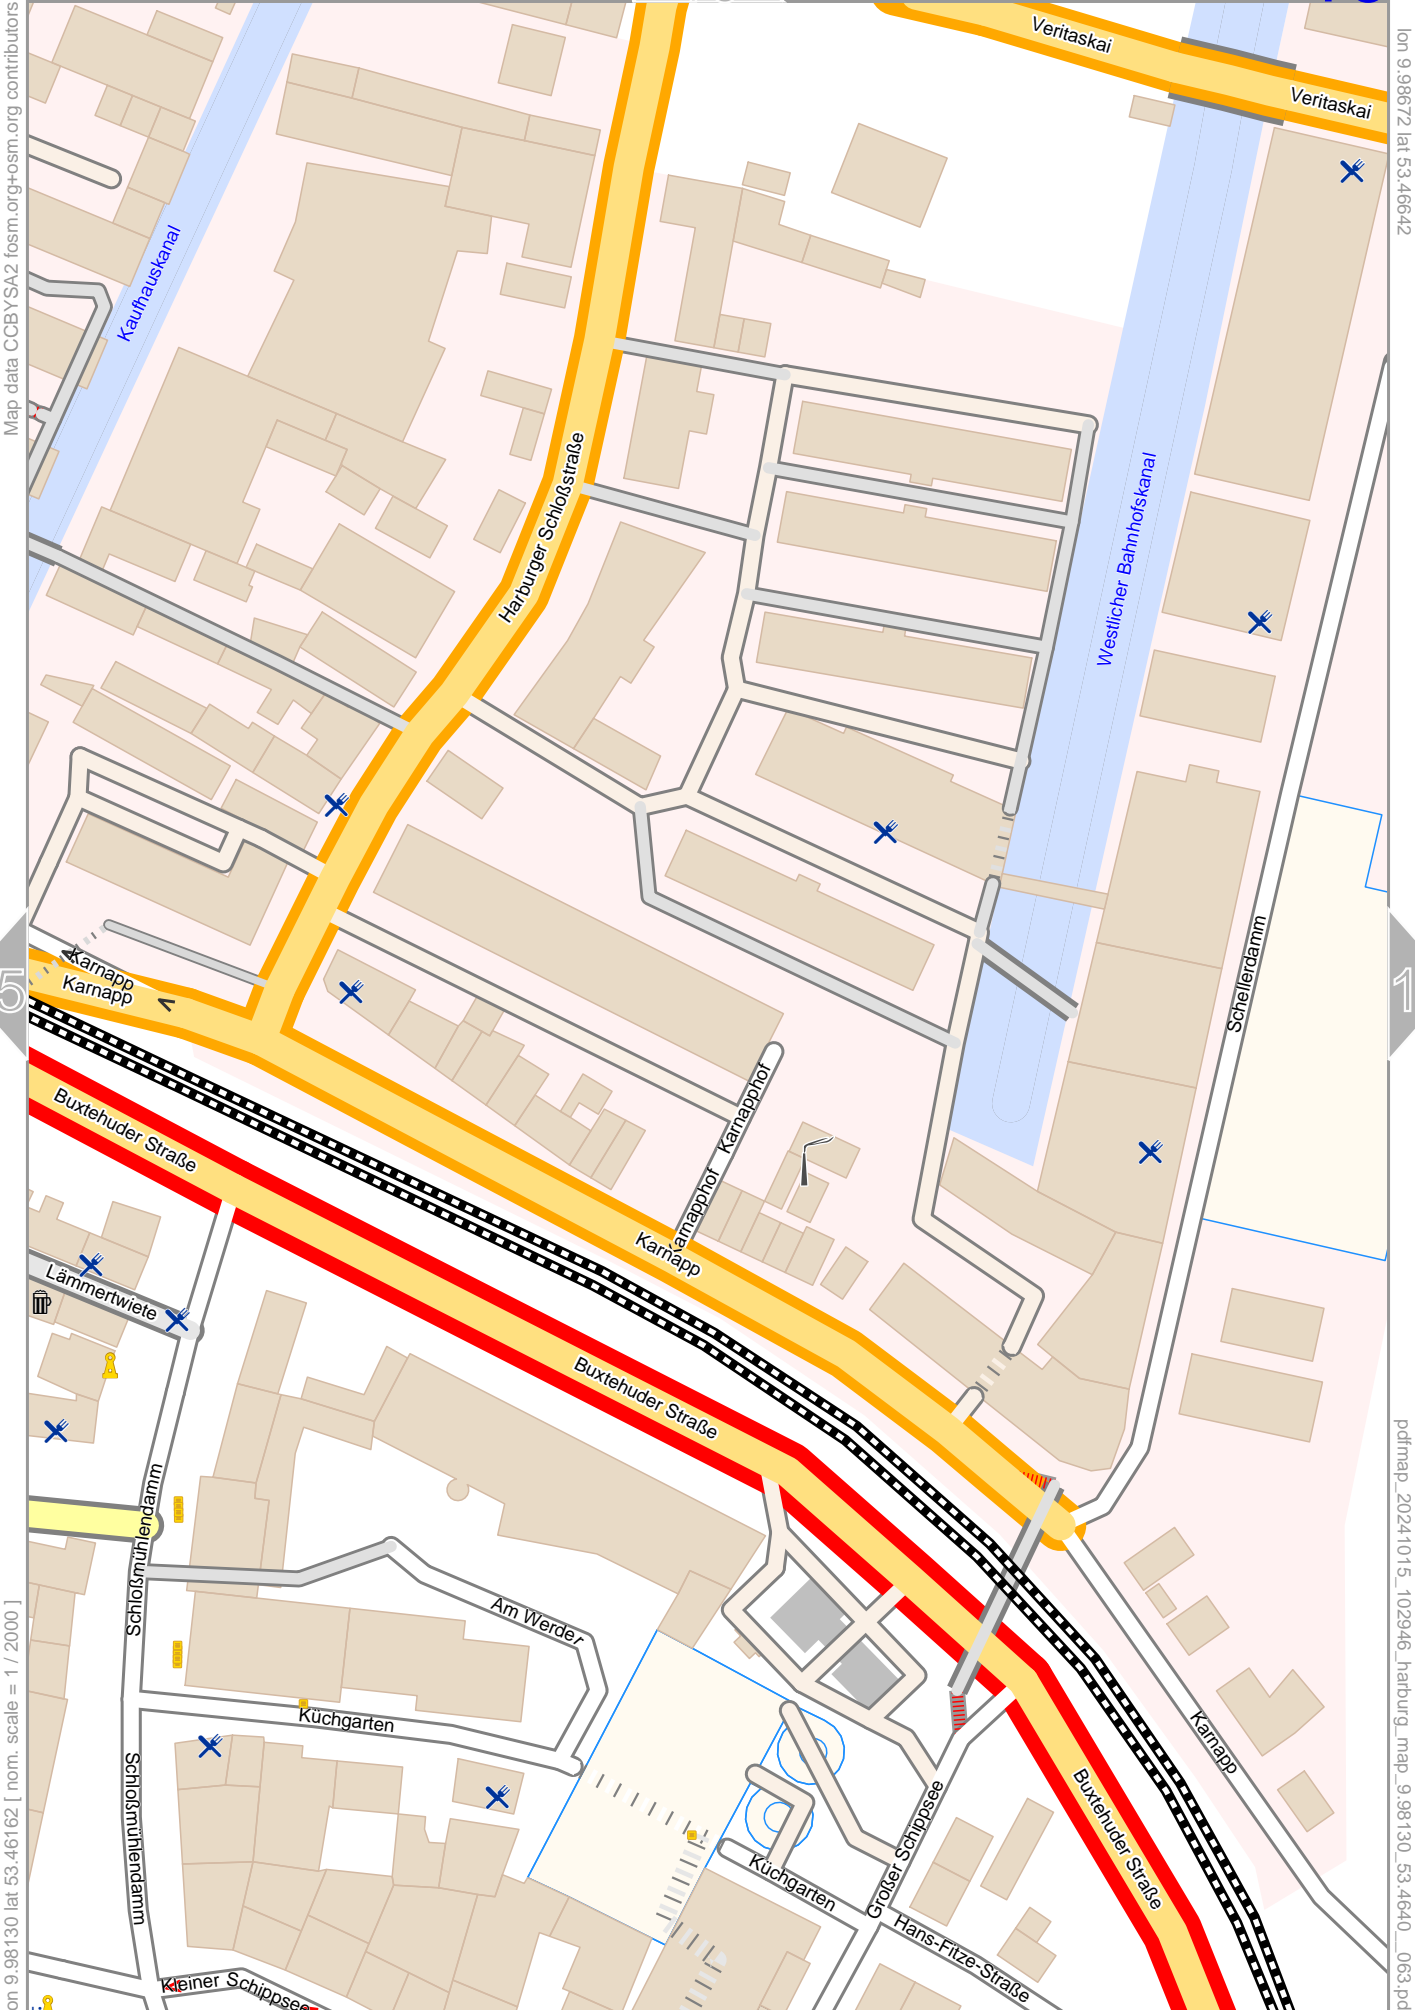 Veritaskai
Veritaskai
Map data CCBYSA2 fosm.org+osm.org contributors
lon 9.98672 lat 53.46642
Kaufhauskanal
Harburger Schloßstraße
Westlicher Bahnhofskanal
Schellerdamm
5
1
Karnapp
Karnapp
Buxtehuder Straße
Karnapphof
Karnapphof
Karnapp
Lämmertwiete
Buxtehuder Straße
Schloßmühlendamm
Am Werder
Küchgarten
Karnapp
Schloßmühlendamm
Buxtehuder Straße
Großer Schippsee
Küchgarten
Hans-Fitze-Straße
Kleiner Schippsee
on 9.98130 lat 53.46162 [ nom. scale = 1 / 2000 ]
pdfmap_20241015_102946_harburg_map_9.98130_53.4640__063.pd